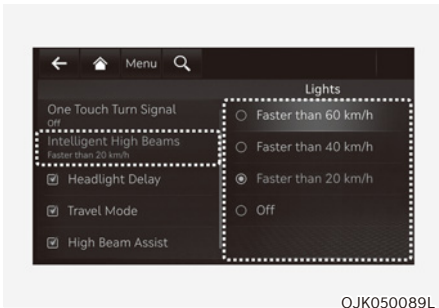 Menu
Lights
One Touch Turn Signal
Off
Intelligent High Beams
Faster than 20 km/h
Headlight Delay
Travel Mode
High Beam Assist
Faster than 60 km/h
Faster than 40 km/h
Faster than 20 km/h
Off
OJK050089L